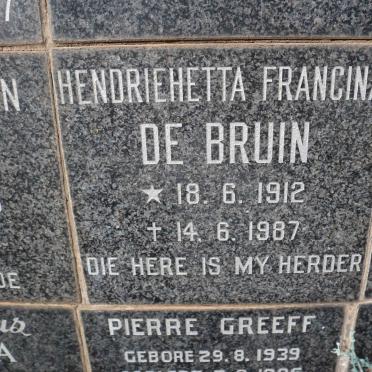 HENDRIEHETTA FRANCINA
DE BRUIN
★ 18. 6. 1912
† 14. 6. 1987
DIE HERE IS MY HERDER
PIERRE GREEFF
GEBORE 29. 8. 1939